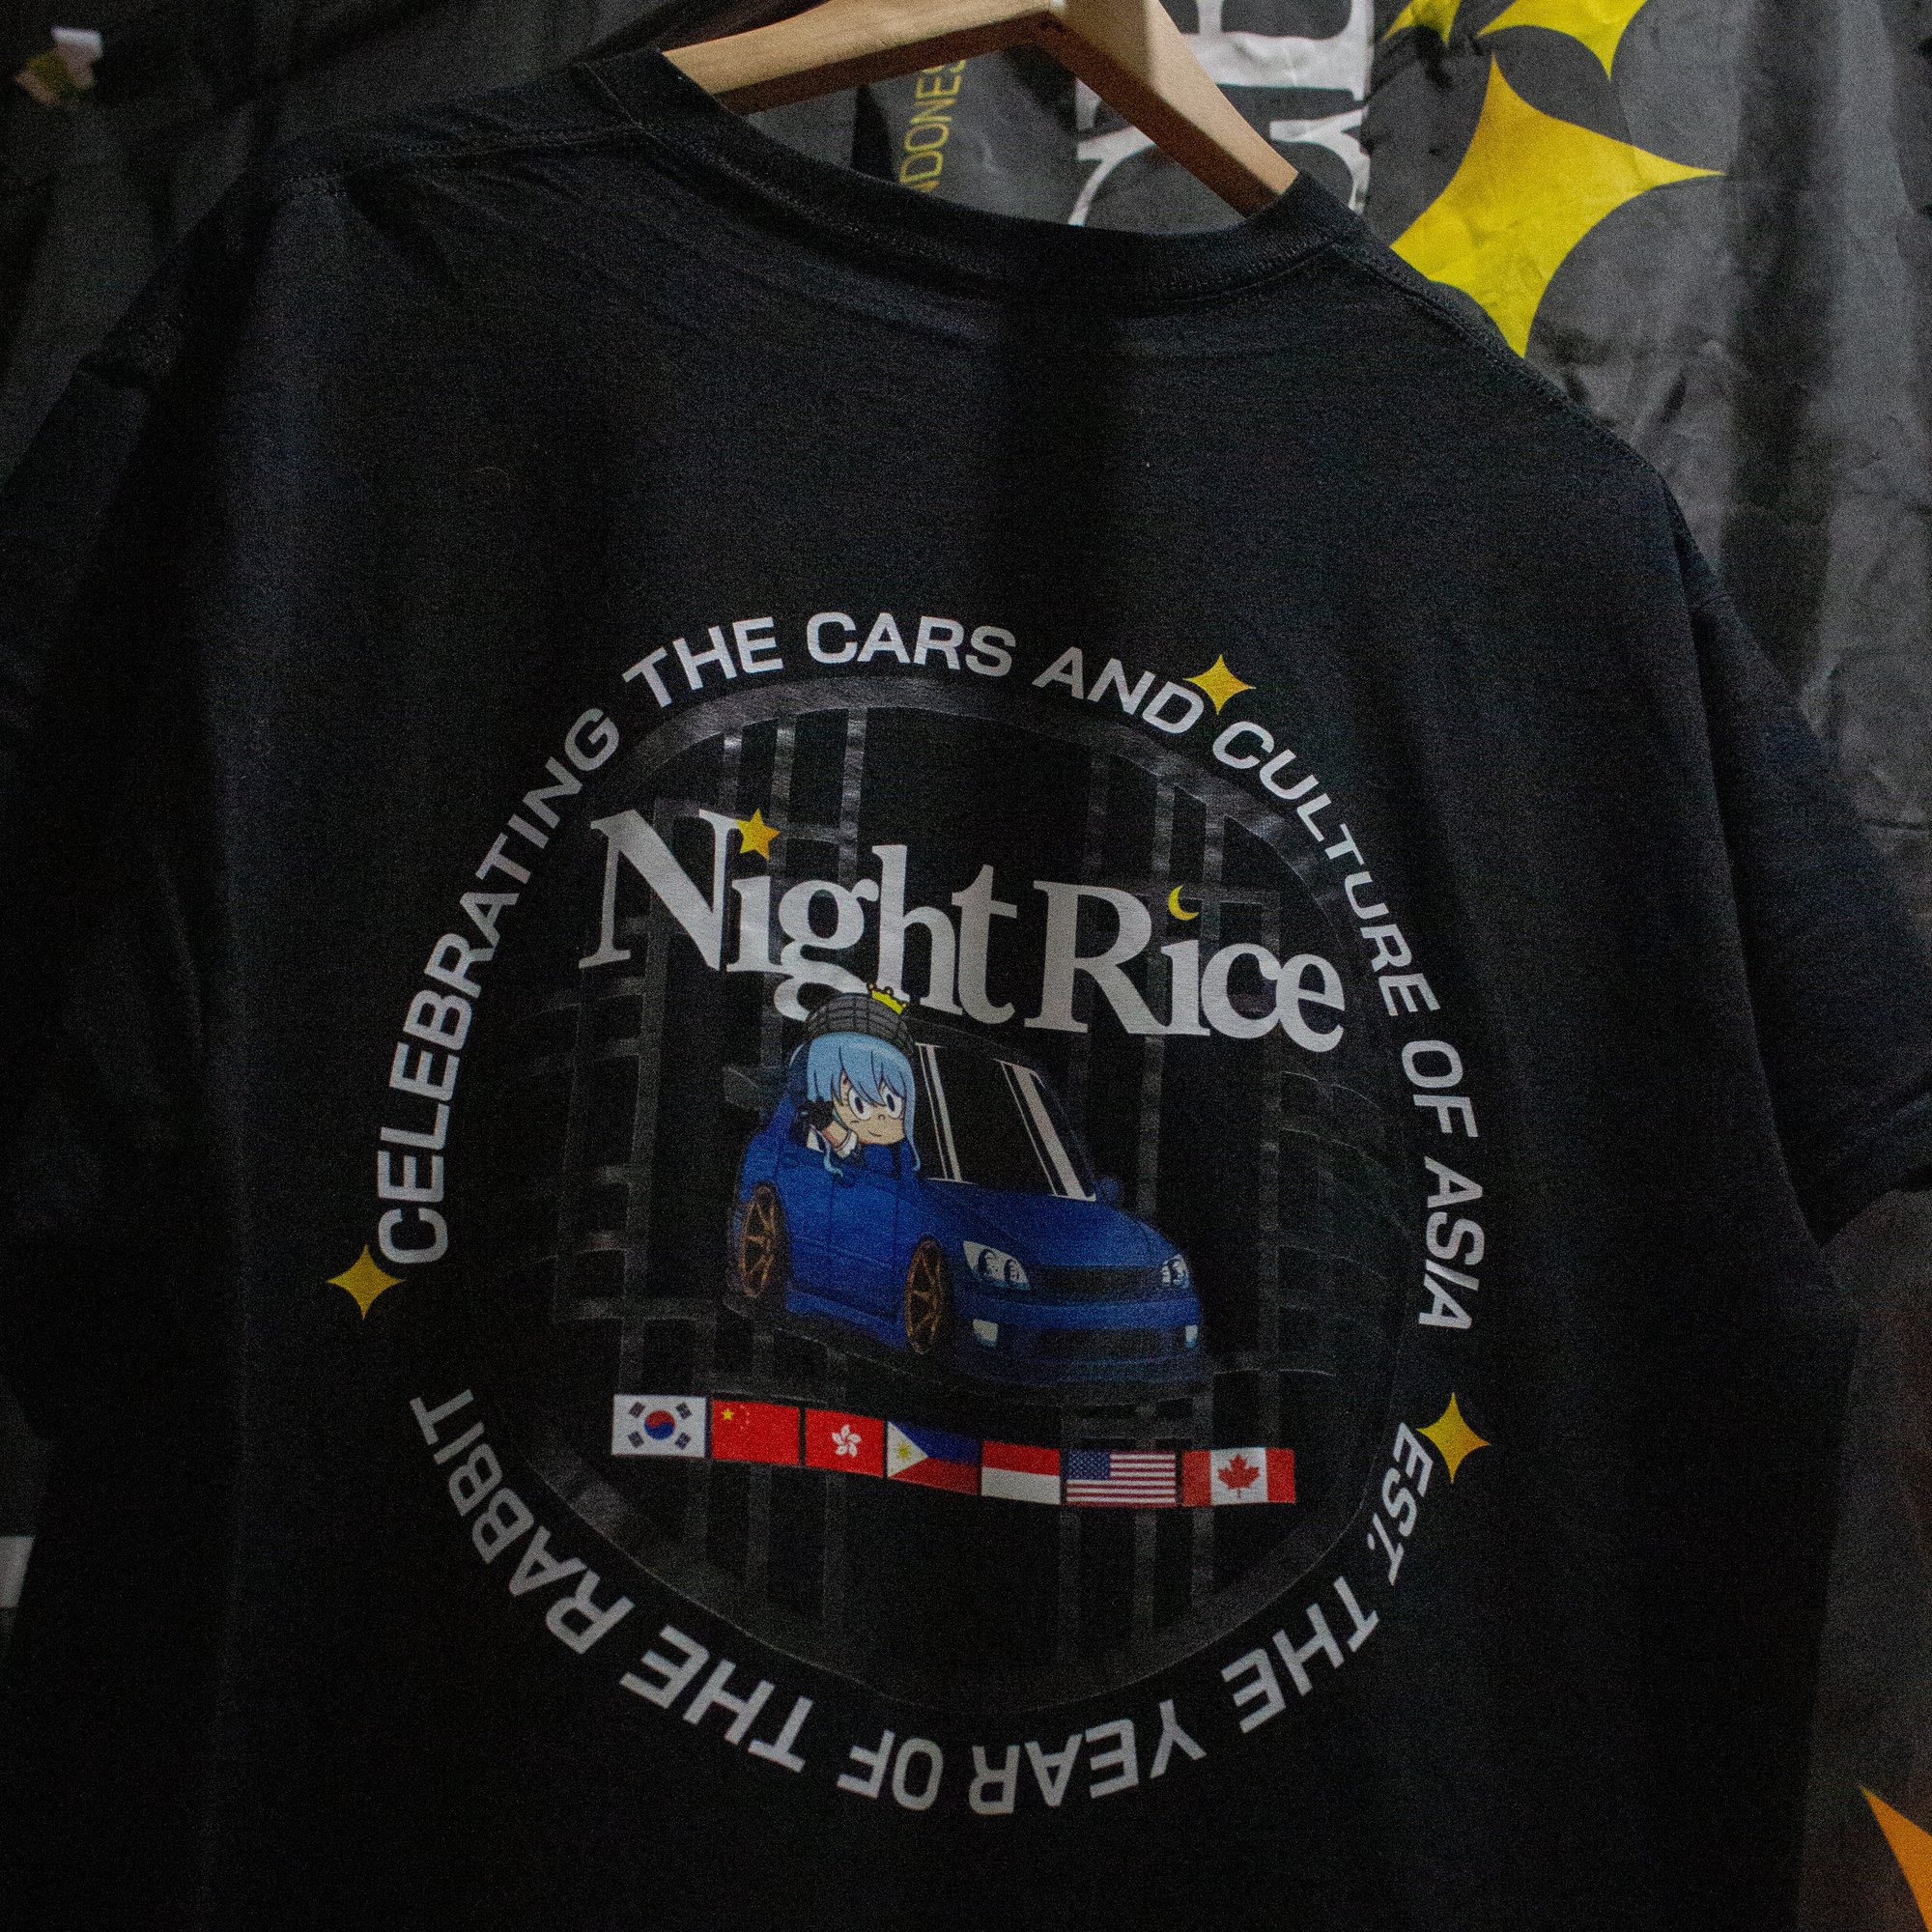 CELEBRATING THE CARS AND CULTURE OF ASIA
Night Rice
EST. THE YEAR OF THE RABBIT